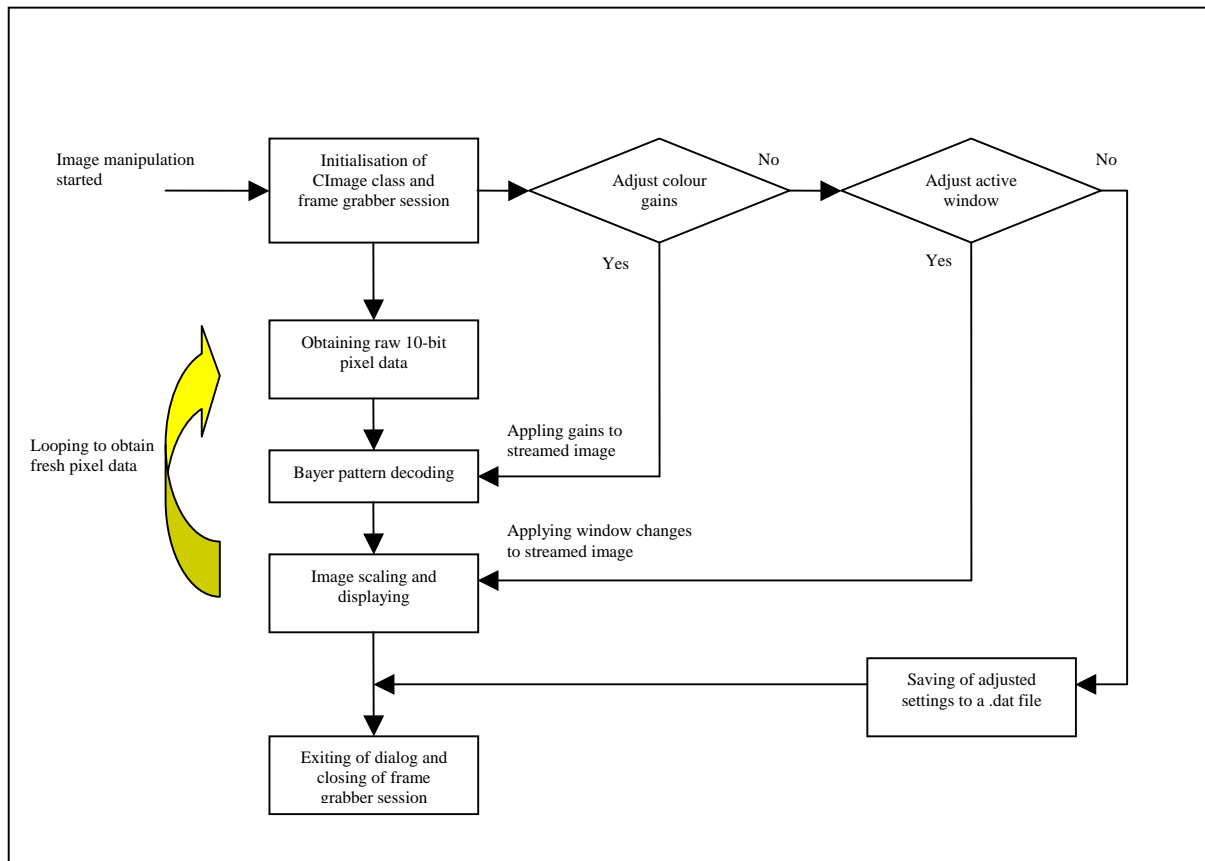 Image manipulation
started
Initialisation of
CImage class and
frame grabber session
Adjust colour
gains
No
Adjust active
window
No
Yes
Yes
Obtaining raw 10-bit
pixel data
Looping to obtain
fresh pixel data
Appling gains to
streamed image
Bayer pattern decoding
Applying window changes
to streamed image
Image scaling and
displaying
Saving of adjusted
settings to a .dat file
Exiting of dialog and
closing of frame
grabber session